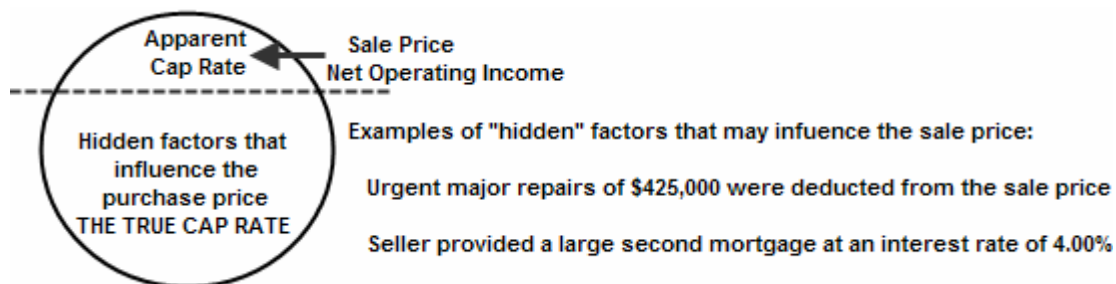 Apparent
Cap Rate
Sale Price
Net Operating Income
Hidden factors that
influence the
purchase price
THE TRUE CAP RATE
Examples of "hidden" factors that may infuence the sale price:
Urgent major repairs of $425,000 were deducted from the sale price
Seller provided a large second mortgage at an interest rate of 4.00%